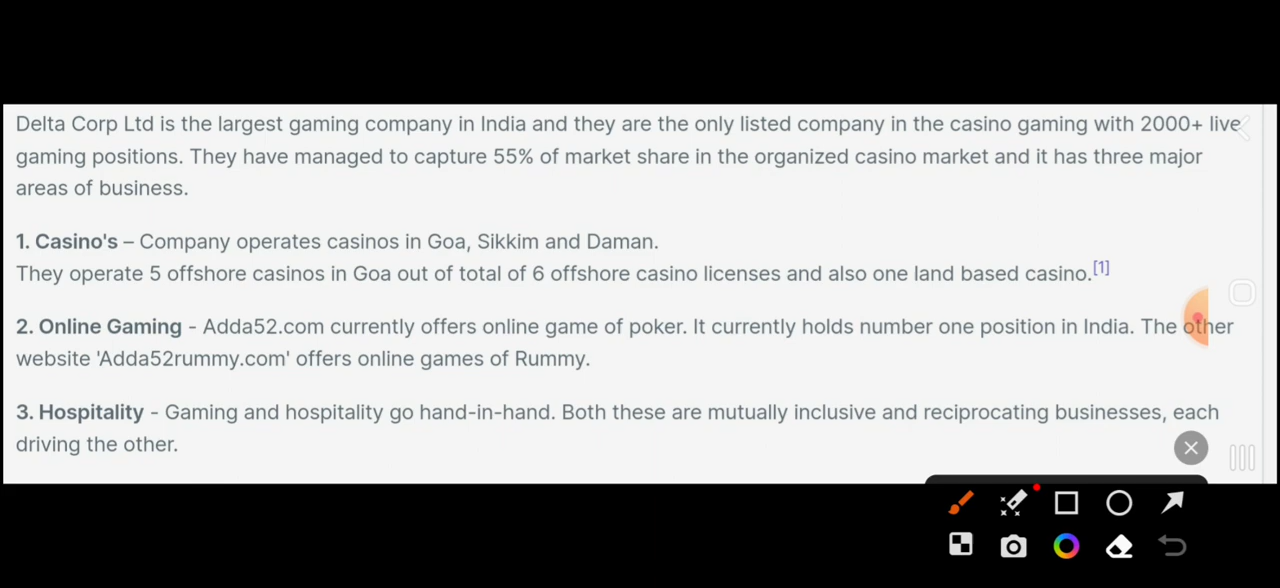 Delta Corp Ltd is the largest gaming company in India and they are the only listed company in the casino gaming with 2000+ live
gaming positions. They have managed to capture 55% of market share in the organized casino market and it has three major
areas of business.
1. Casino's – Company operates casinos in Goa, Sikkim and Daman.
They operate 5 offshore casinos in Goa out of total of 6 offshore casino licenses and also one land based casino.[1]
2. Online Gaming - Adda52.com currently offers online game of poker. It currently holds number one position in India. The other
website 'Adda52rummy.com' offers online games of Rummy.
3. Hospitality - Gaming and hospitality go hand-in-hand. Both these are mutually inclusive and reciprocating businesses, each
driving the other.